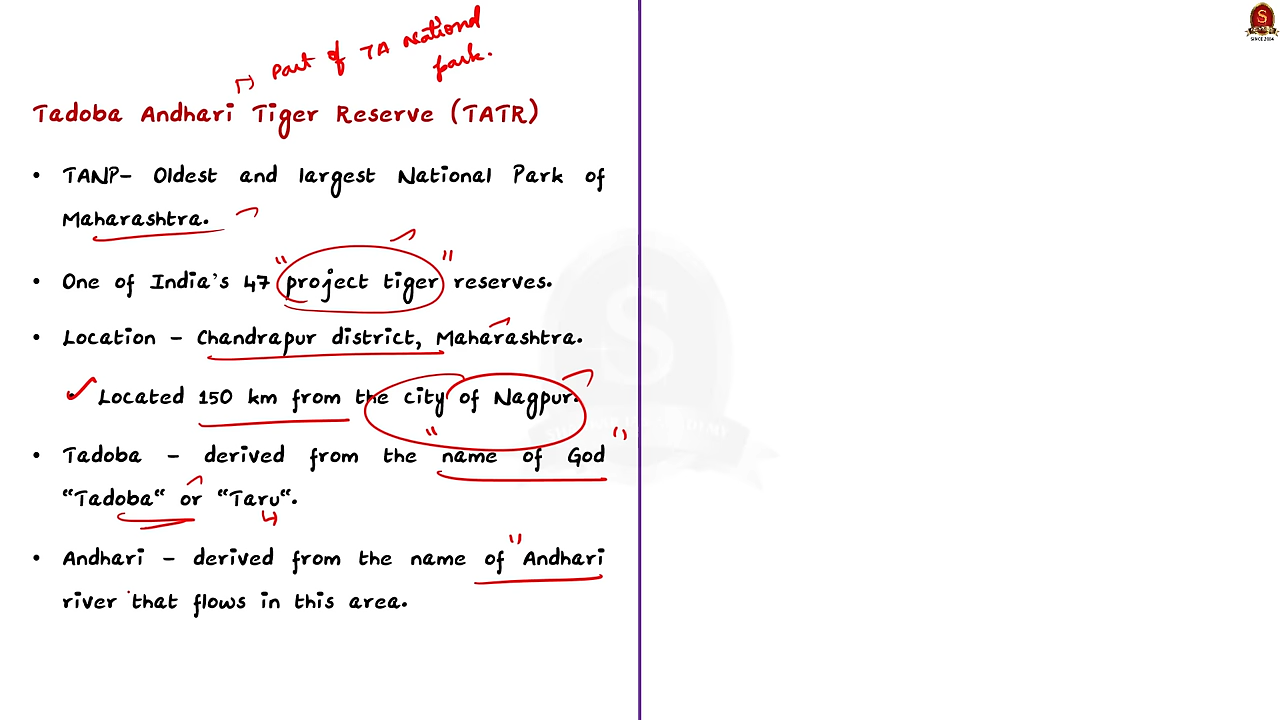 ↱ Part of TA National
park.
Tadoba Andhari Tiger Reserve (TATR)
• TANP- Oldest and largest National Park of
Maharashtra.
• One of India's 47 "project tiger" reserves.
• Location - Chandrapur district, Maharashtra.
• Located 150 km from the city of Nagpur.
• Tadoba - derived from the "name of God"
"Tadoba" or "Taru".
• Andhari - derived from the name of "Andhari
river that flows in this area.
S
SINCE 2004